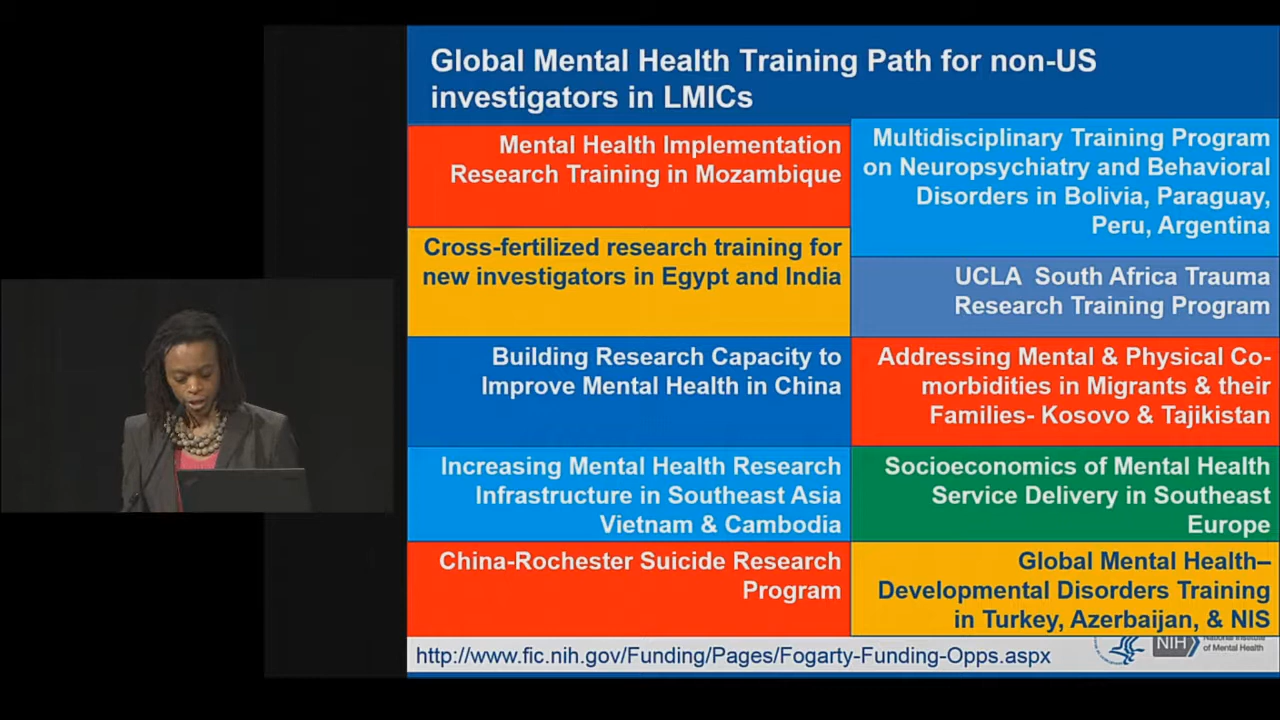 Global Mental Health Training Path for non-US
investigators in LMICs
Mental Health Implementation
Research Training in Mozambique
Cross-fertilized research training for
new investigators in Egypt and India
Building Research Capacity to
Improve Mental Health in China
Increasing Mental Health Research
Infrastructure in Southeast Asia
Vietnam & Cambodia
China-Rochester Suicide Research
Program
Multidisciplinary Training Program
on Neuropsychiatry and Behavioral
Disorders in Bolivia, Paraguay,
Peru, Argentina
UCLA South Africa Trauma
Research Training Program
Addressing Mental & Physical Co-
morbidities in Migrants & their
Families- Kosovo & Tajikistan
Socioeconomics of Mental Health
Service Delivery in Southeast
Europe
Global Mental Health–
Developmental Disorders Training
in Turkey, Azerbaijan, & NIS
http://www.fic.nih.gov/Funding/Pages/Fogarty-Funding-Opps.aspx
NIH
National Institute
of Mental Health